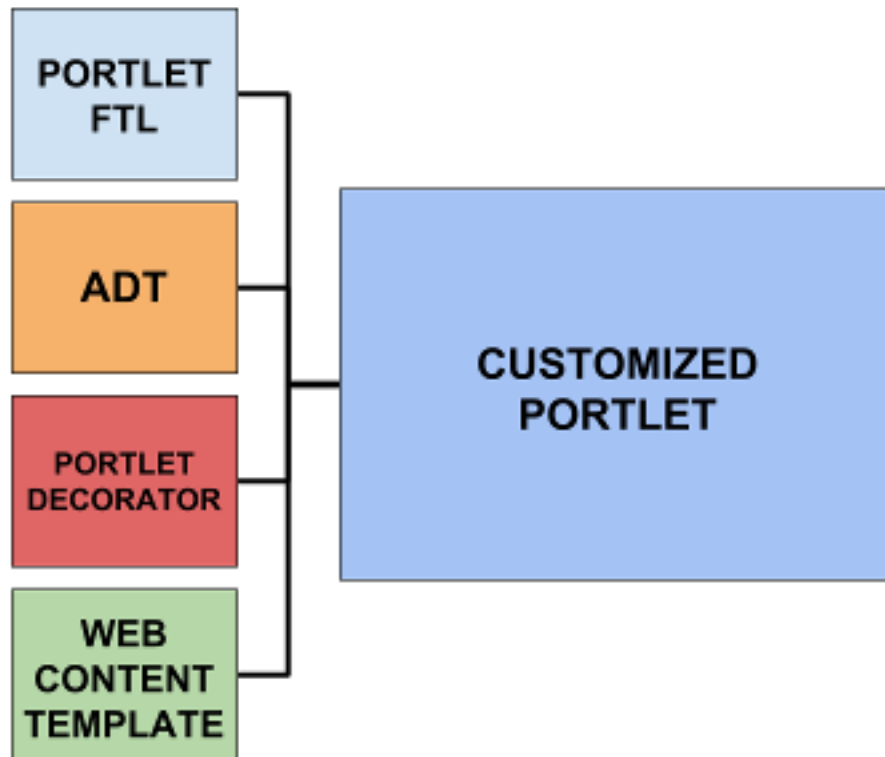 PORTLET
FTL
ADT
PORTLET
DECORATOR
WEB
CONTENT
TEMPLATE
CUSTOMIZED
PORTLET